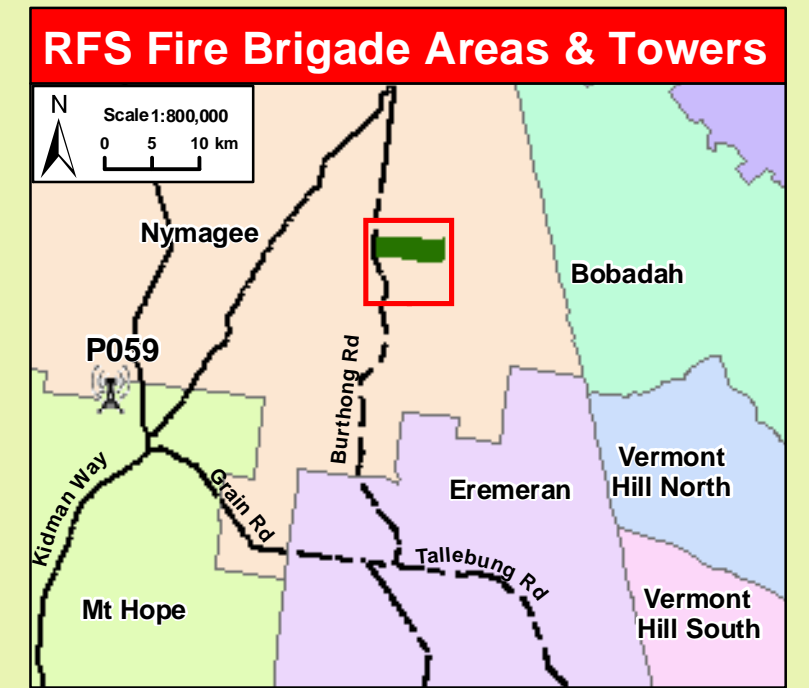 RFS Fire Brigade Areas & Towers
N
Scale 1:800,000
0 5 10 km
Nymagee
Bobadah
P059
Burthong Rd
Vermont
Hill North
Eremeran
Kidman Way
Grain Rd
Tallebung Rd
Mt Hope
Vermont
Hill South